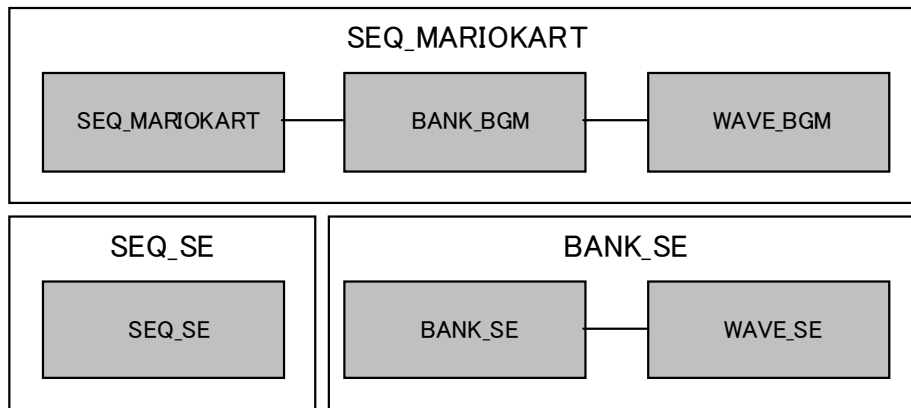 SEQ_MARIOKART
SEQ_MARIOKART
BANK_BGM
WAVE_BGM
SEQ_SE
SEQ_SE
BANK_SE
BANK_SE
WAVE_SE